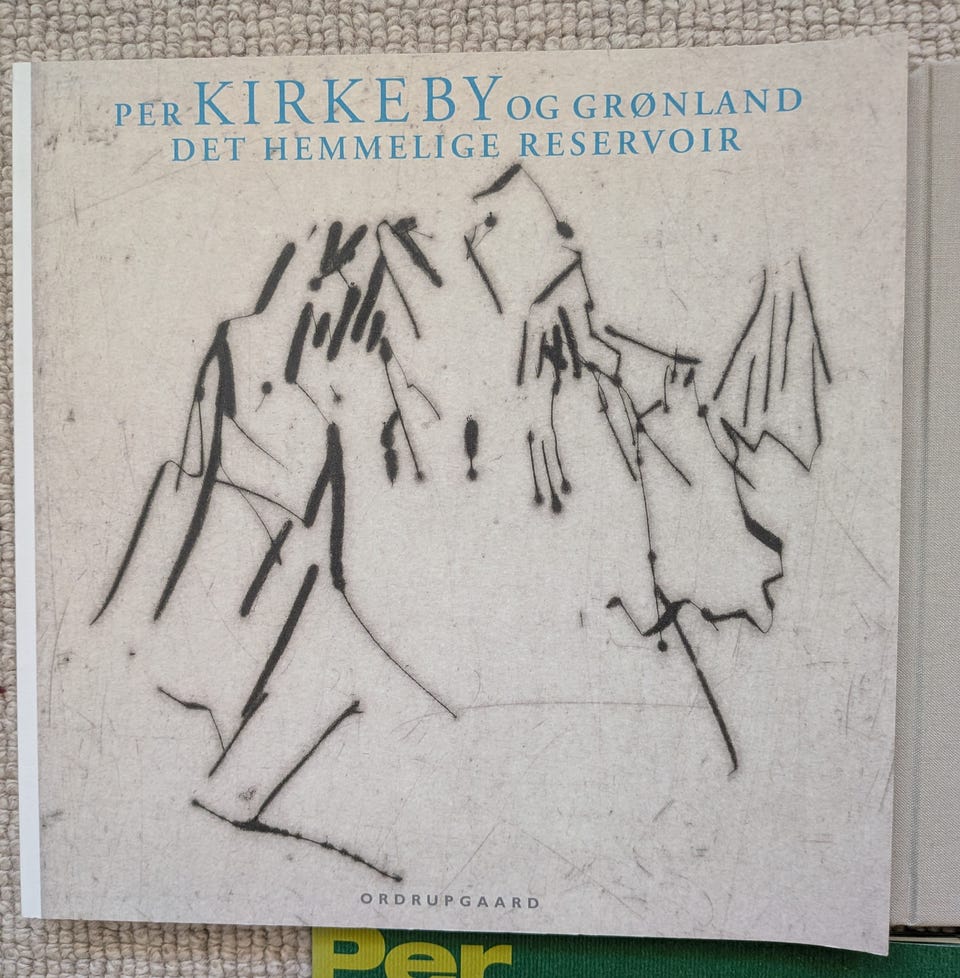 PER KIRKEBY OG GRØNLAND
DET HEMMELIGE RESERVOIR
ORDRUPGAARD
Per